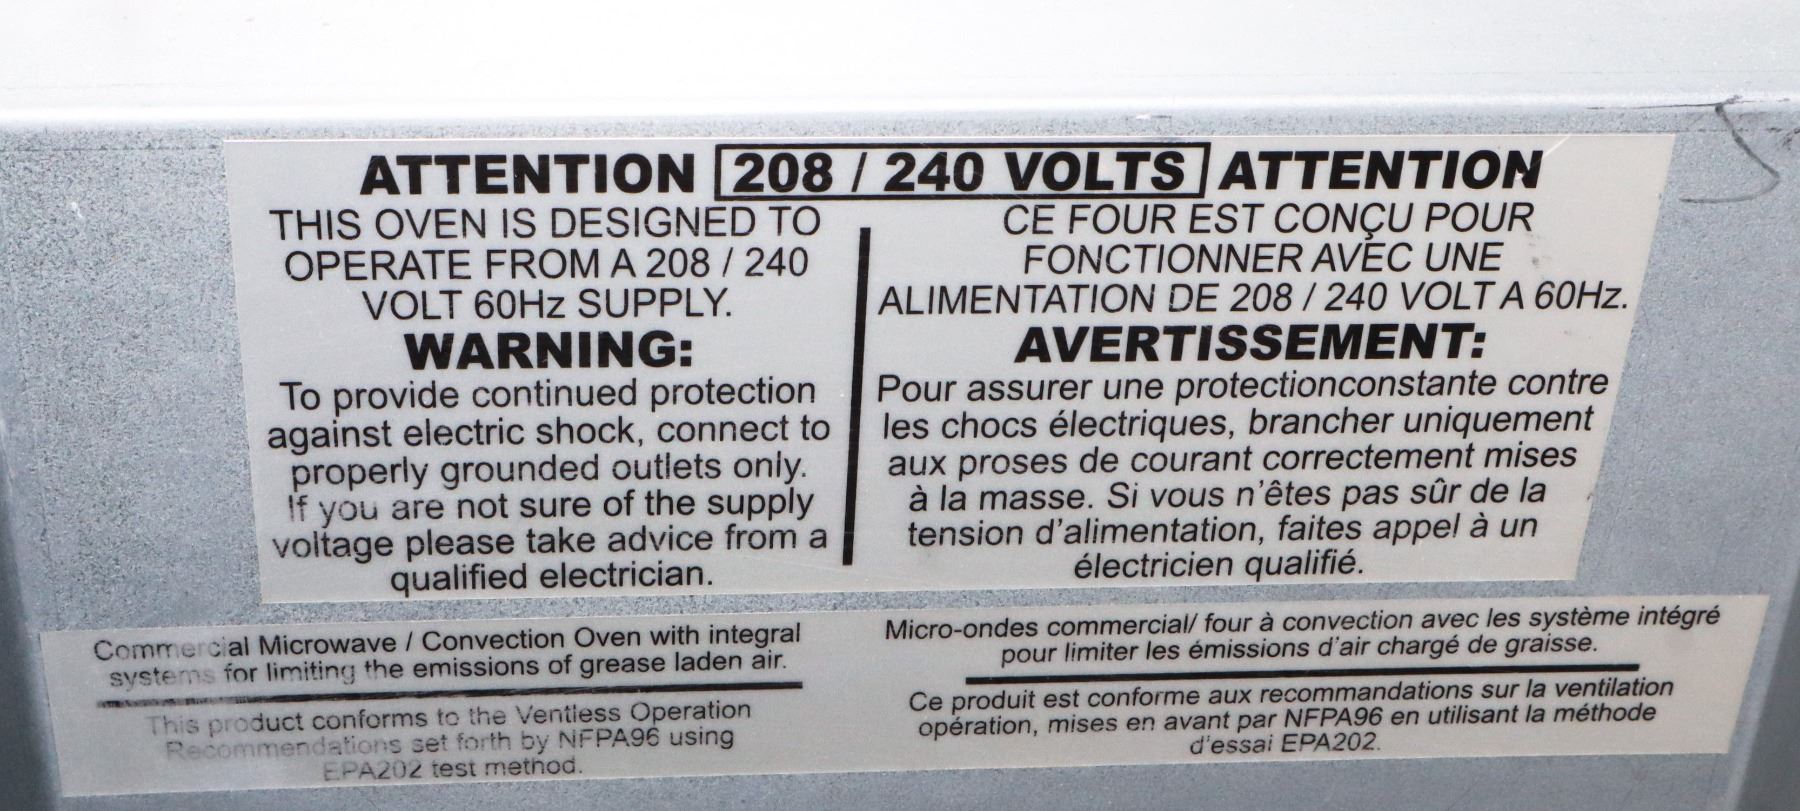 ATTENTION 208 / 240 VOLTS ATTENTION
THIS OVEN IS DESIGNED TO
OPERATE FROM A 208 / 240
VOLT 60Hz SUPPLY.
WARNING:
To provide continued protection
against electric shock, connect to
properly grounded outlets only.
If you are not sure of the supply
voltage please take advice from a
qualified electrician.
CE FOUR EST CONÇU POUR
FONCTIONNER AVEC UNE
ALIMENTATION DE 208 / 240 VOLT A 60Hz.
AVERTISSEMENT:
Pour assurer une protectionconstante contre
les chocs électriques, brancher uniquement
aux proses de courant correctement mises
à la masse. Si vous n'êtes pas sûr de la
tension d'alimentation, faites appel à un
électricien qualifié.
Commercial Microwave / Convection Oven with integral
systems for limiting the emissions of grease laden air.
This product conforms to the Ventless Operation
Recommendations set forth by NFPA96 using
EPA202 test method.
Micro-ondes commercial/ four à convection avec les système intégré
pour limiter les émissions d'air chargé de graisse.
Ce produit est conforme aux recommandations sur la ventilation
opération, mises en avant par NFPA96 en utilisant la méthode
d'essai EPA202.